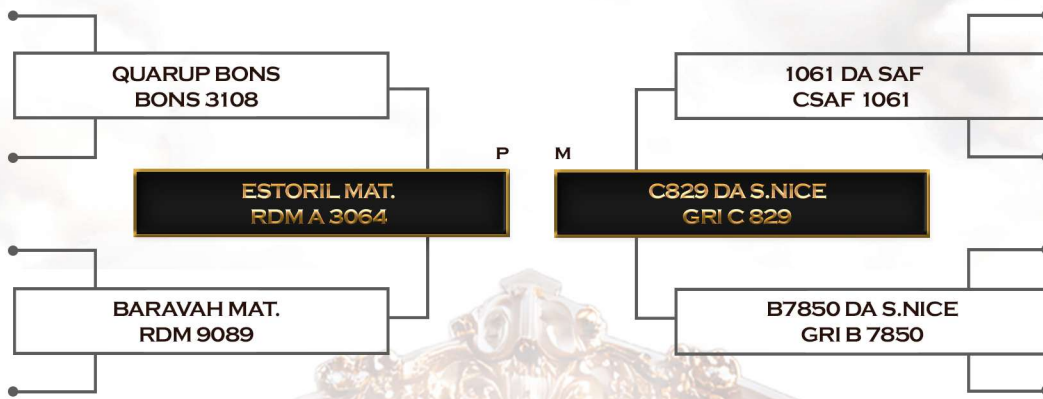 QUARUP BONS
BONS 3108
P
ESTORIL MAT.
RDM A 3064
BARAVAH MAT.
RDM 9089
1061 DA SAF
CSAF 1061
M
C829 DA S.NICE
GRI C 829
B7850 DA S.NICE
GRI B 7850